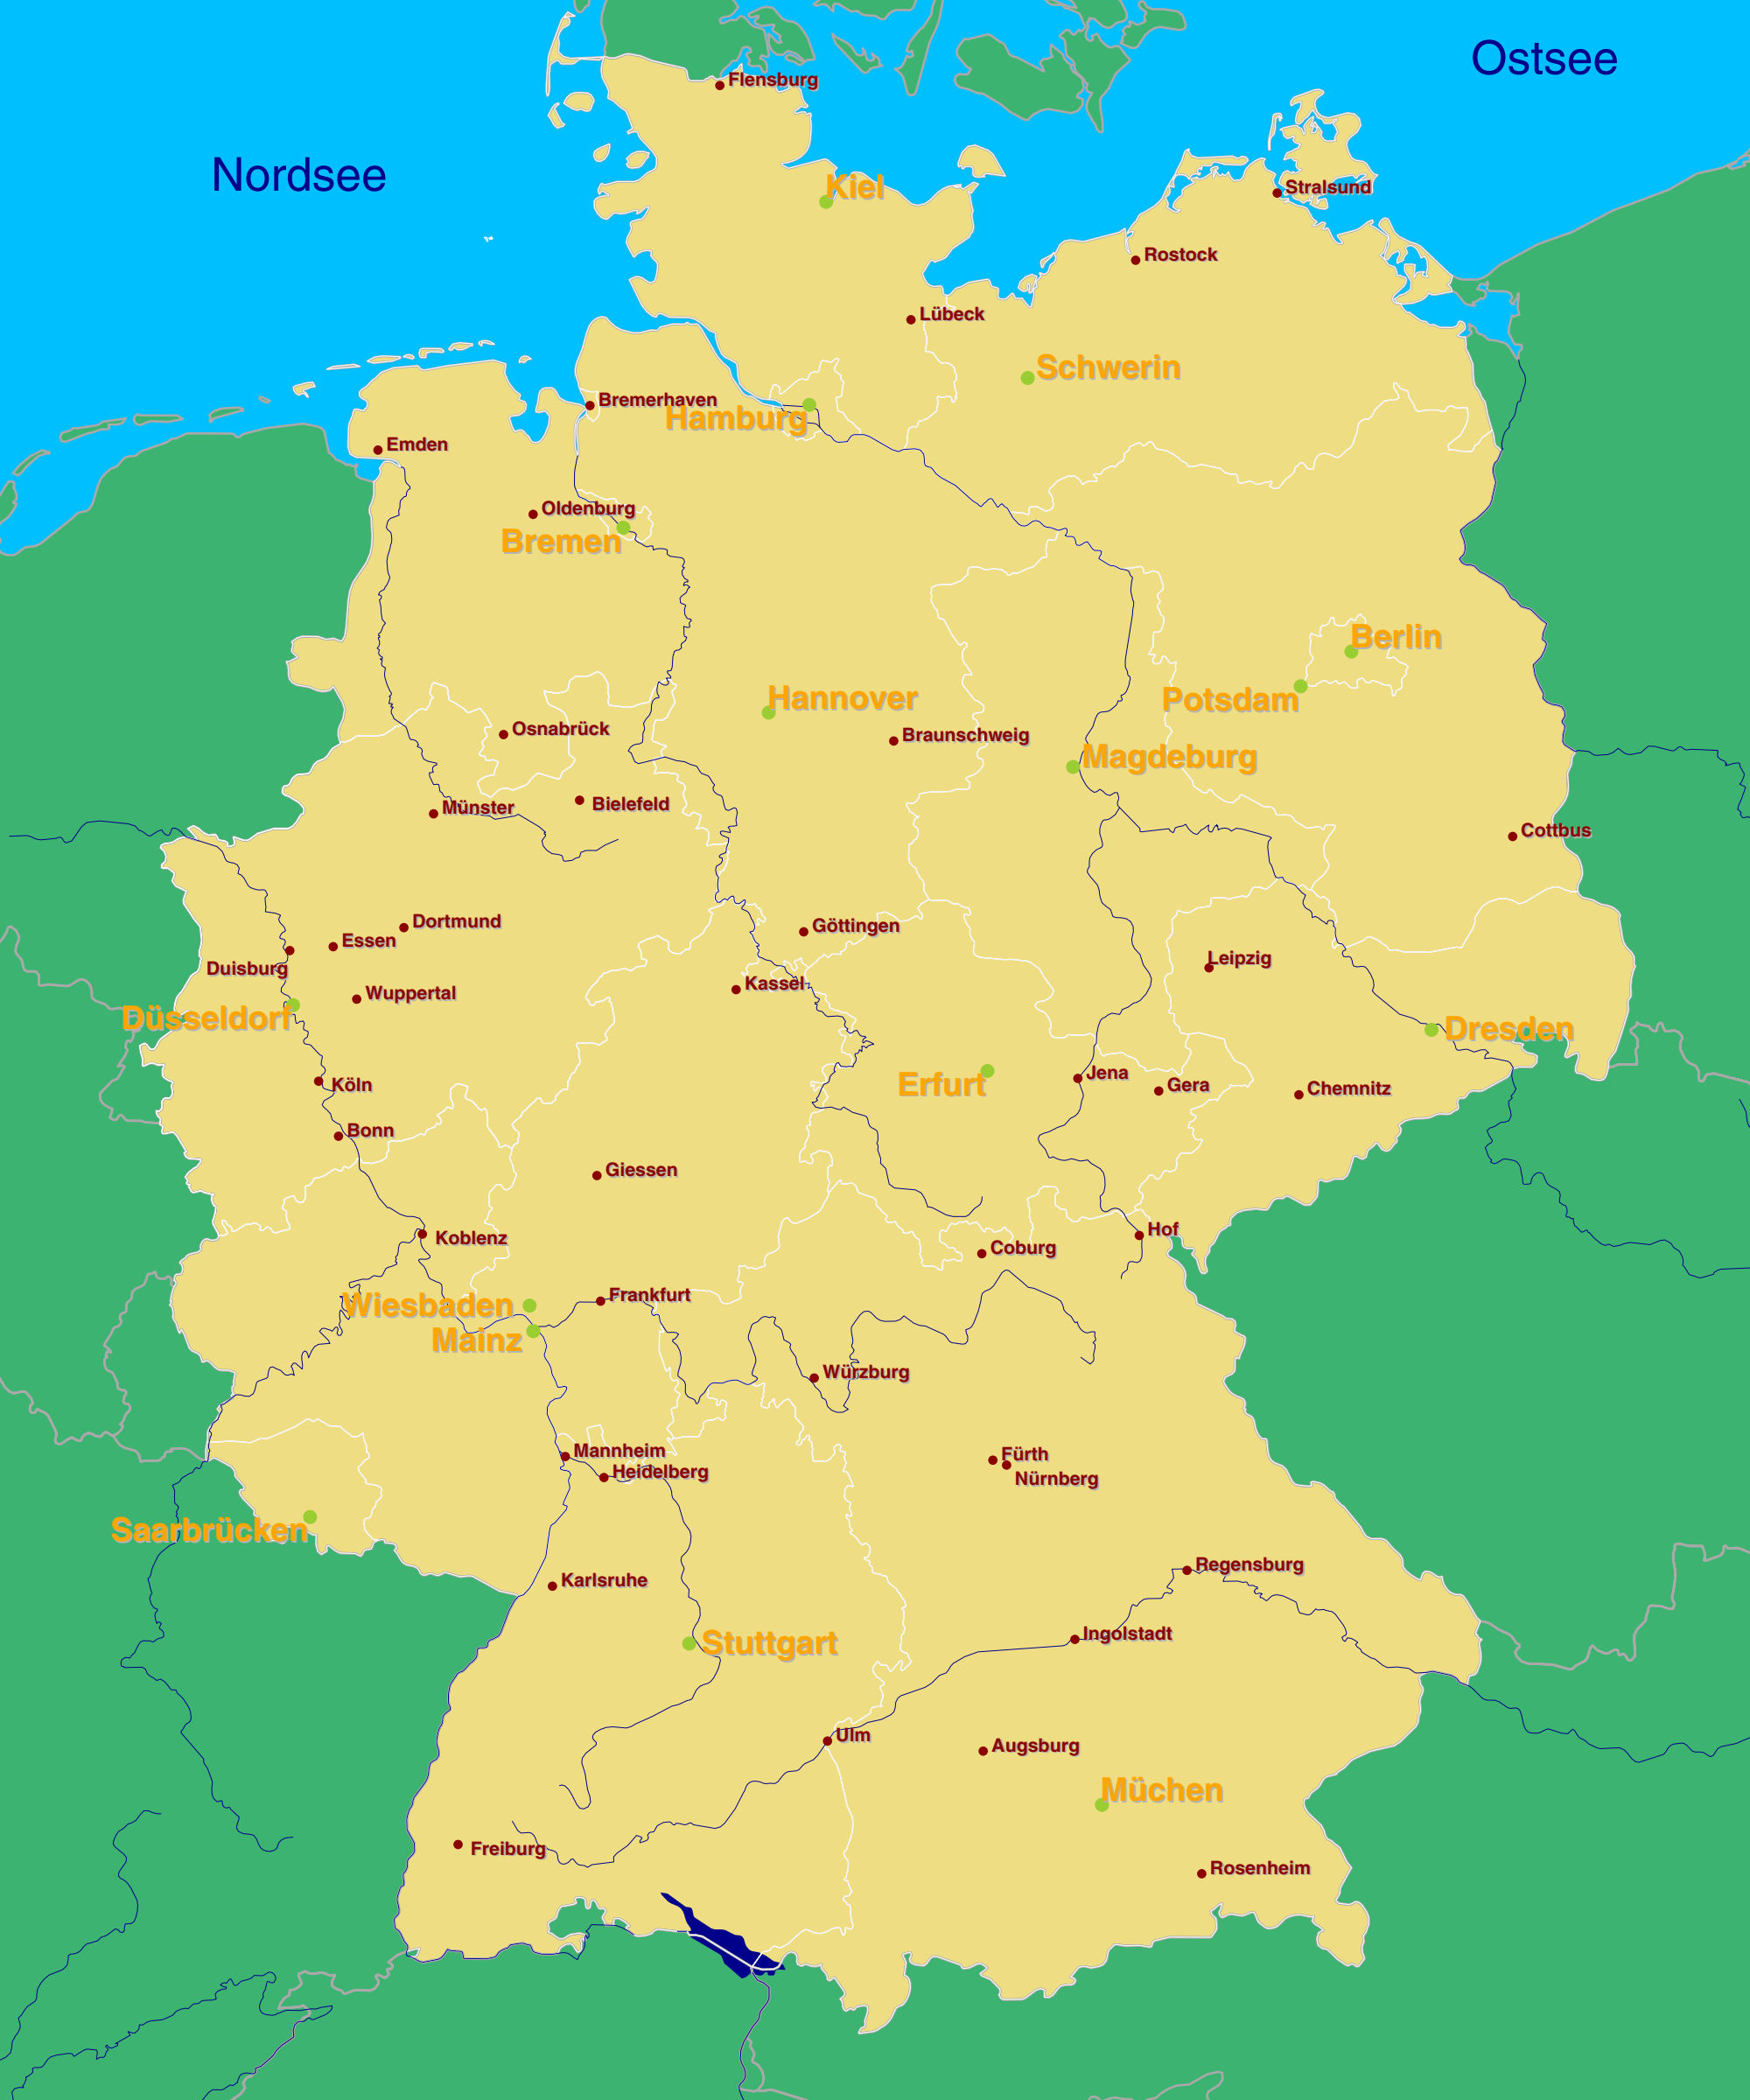 Ostsee
Flensburg
Nordsee
Kiel
Stralsund
Rostock
Lübeck
Schwerin
Bremerhaven
Hamburg
Emden
Oldenburg
Bremen
Berlin
Hannover
Potsdam
Osnabrück
Braunschweig
Magdeburg
Münster
Bielefeld
Cottbus
Dortmund
Göttingen
Essen
Leipzig
Duisburg
Kassel
Wuppertal
Düsseldorf
Dresden
Jena
Erfurt
Köln
Gera
Chemnitz
Bonn
Giessen
Hof
Koblenz
Coburg
Frankfurt
Wiesbaden
Mainz
Würzburg
Mannheim
Fürth
Heidelberg
Nürnberg
Saarbrücken
Regensburg
Karlsruhe
Ingolstadt
Stuttgart
Ulm
Augsburg
Müchen
Freiburg
Rosenheim